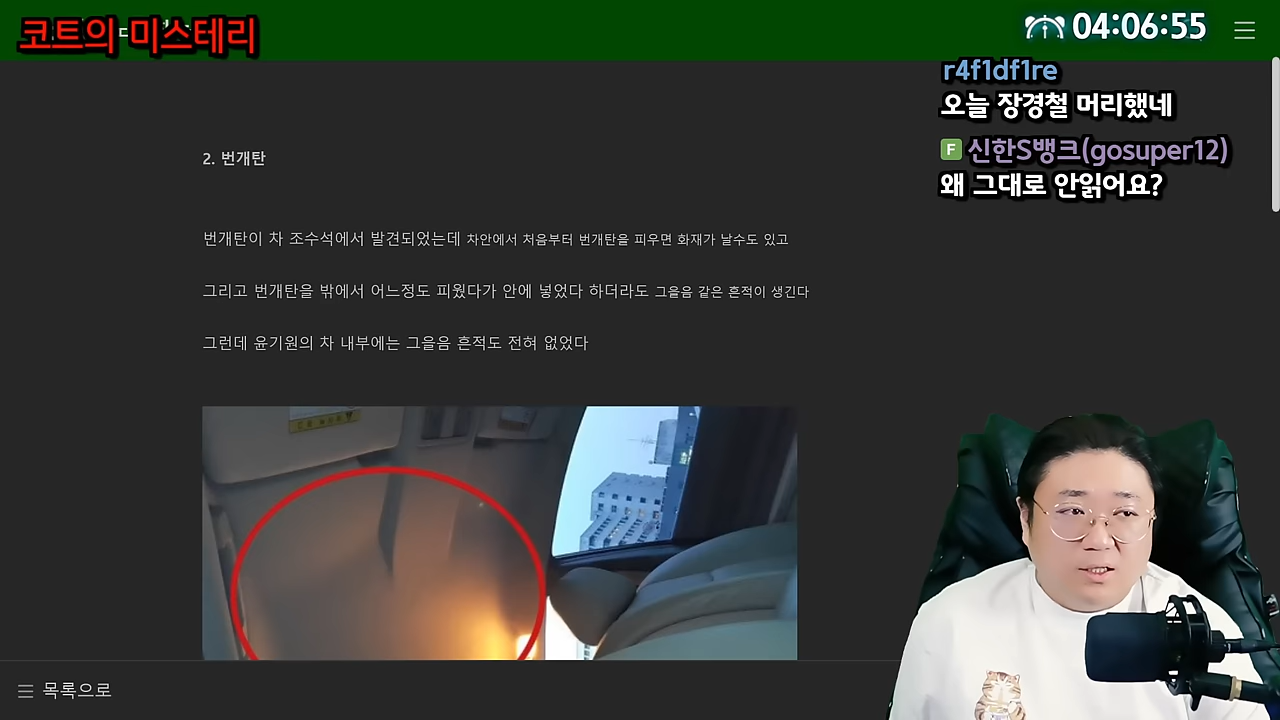 코트의 미스테리
04:06:55
r4f1df1re
오늘 장경철 머리했네
F 신한S뱅크(gosuper12)
왜 그대로 안읽어요?
2. 번개탄
번개탄이 차 조수석에서 발견되었는데 차안에서 처음부터 번개탄을 피우면 화재가 날수도 있고
그리고 번개탄을 밖에서 어느정도 피웠다가 안에 넣었다 하더라도 그을음 같은 흔적이 생긴다
그런데 윤기원의 차 내부에는 그을음 흔적도 전혀 없었다
목록으로